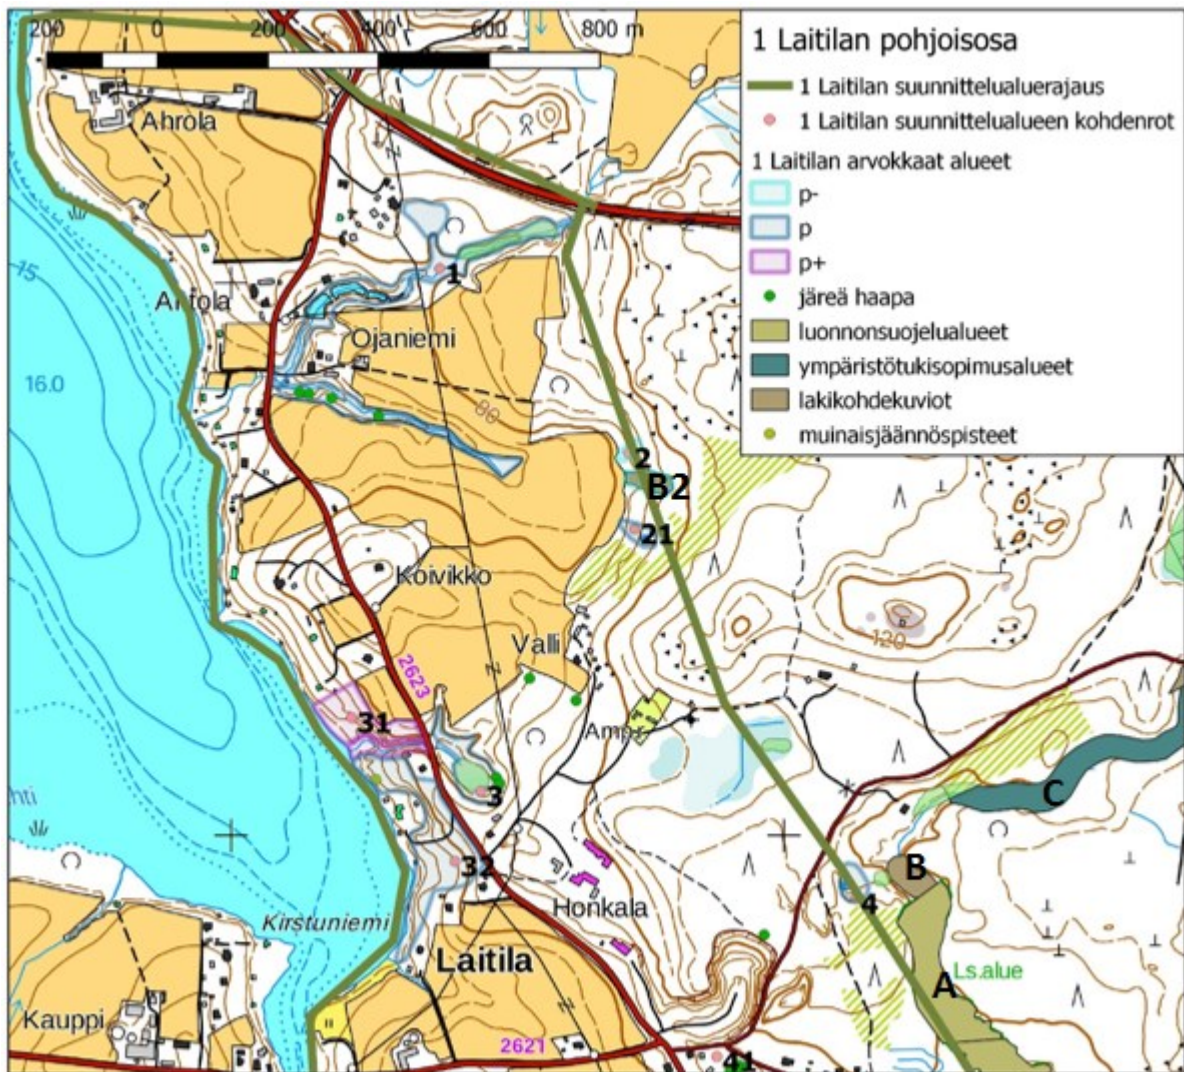 200 0 200 400 600 800 m
1 Laitilan pohjoisosa
1 Laitilan suunnittelualuerajaus
1 Laitilan suunnittelualueen kohdenrot
1 Laitilan arvokkaat alueet
p-
p
p+
järeä haapa
luonnonsuojelualueet
ympäristötukisopimusalueet
lakikohdekuviot
muinaisjäännöspisteet
Ahrola
15
1
Ojaniemi
16.0
80
2
B2
21
Koivikko
Valli
2623
120
31
C
3
B
32
4
Honkala
Kirstuniemi
Laitila
Ls.alue
A
Kauppi
2621
41